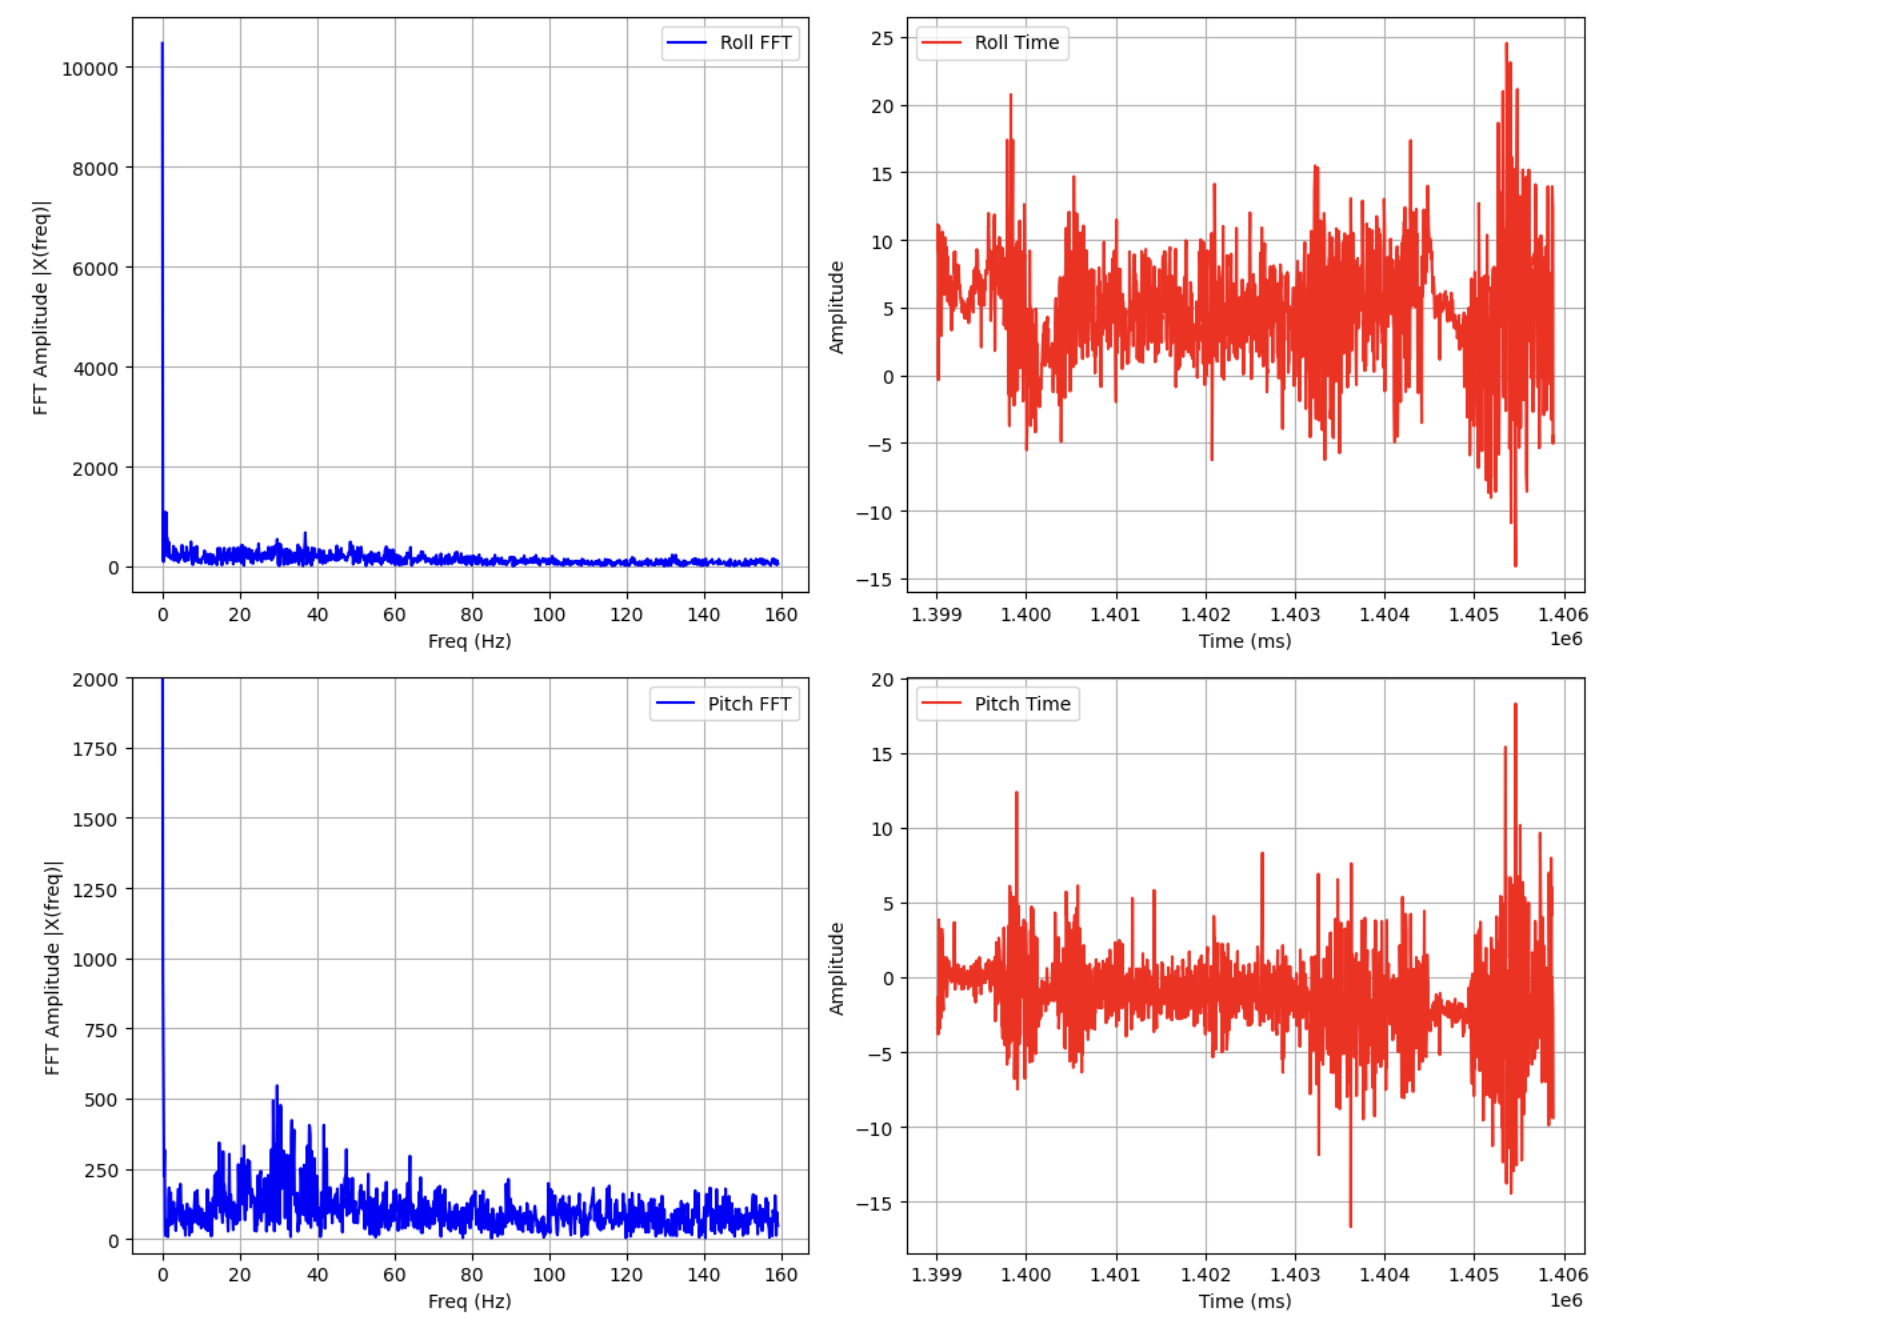 Roll FFT
10000
8000
6000
4000
2000
0
FFT Amplitude |X(freq)|
0 20 40 60 80 100 120 140 160
Freq (Hz)
Roll Time
25
20
15
10
5
0
−5
−10
−15
Amplitude
1.399 1.400 1.401 1.402 1.403 1.404 1.405 1.406
1e6
Time (ms)
Pitch FFT
2000
1750
1500
1250
1000
750
500
250
0
FFT Amplitude |X(freq)|
0 20 40 60 80 100 120 140 160
Freq (Hz)
Pitch Time
20
15
10
5
0
−5
−10
−15
Amplitude
1.399 1.400 1.401 1.402 1.403 1.404 1.405 1.406
1e6
Time (ms)